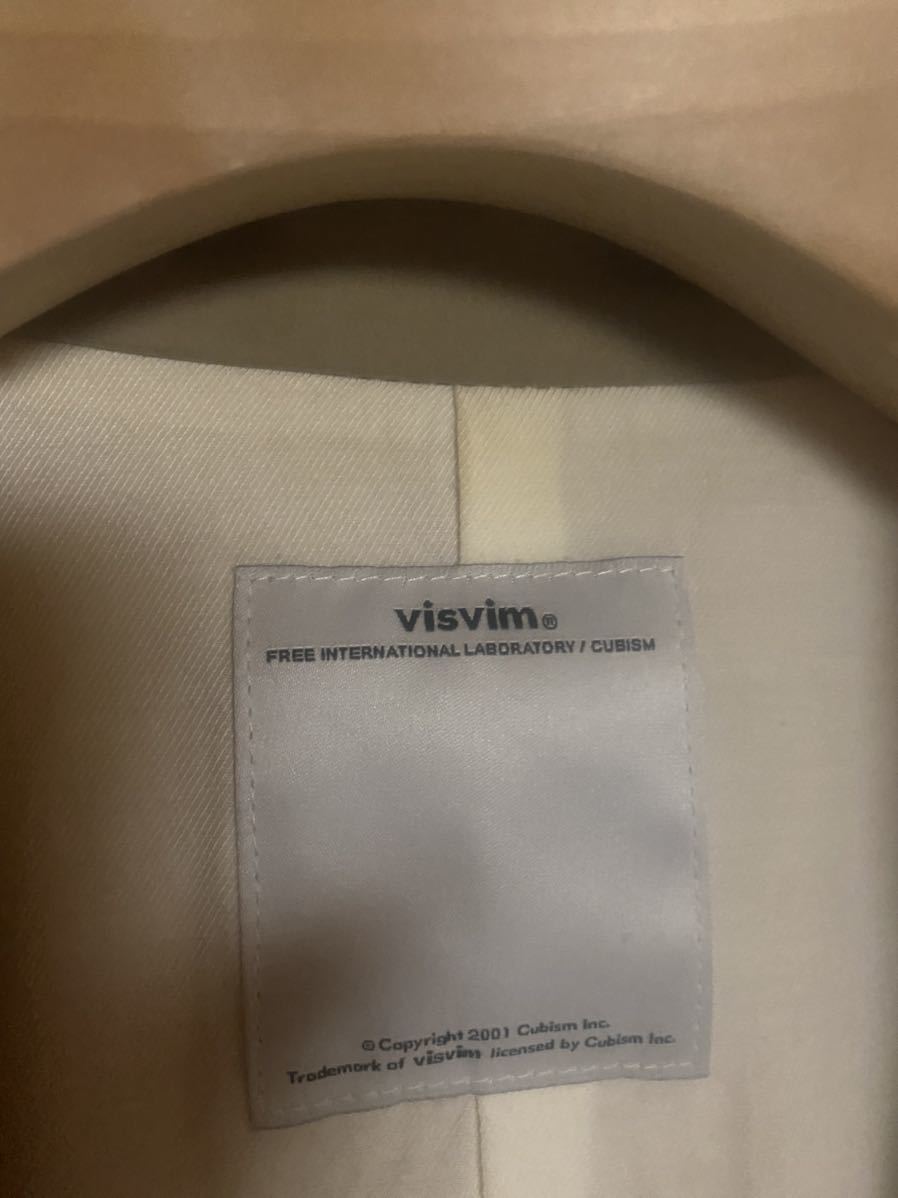 visvim®
FREE INTERNATIONAL LABORATORY / CUBISM
© Copyright 2001 Cubism Inc.
Trademark of visvim licensed by Cubism Inc.